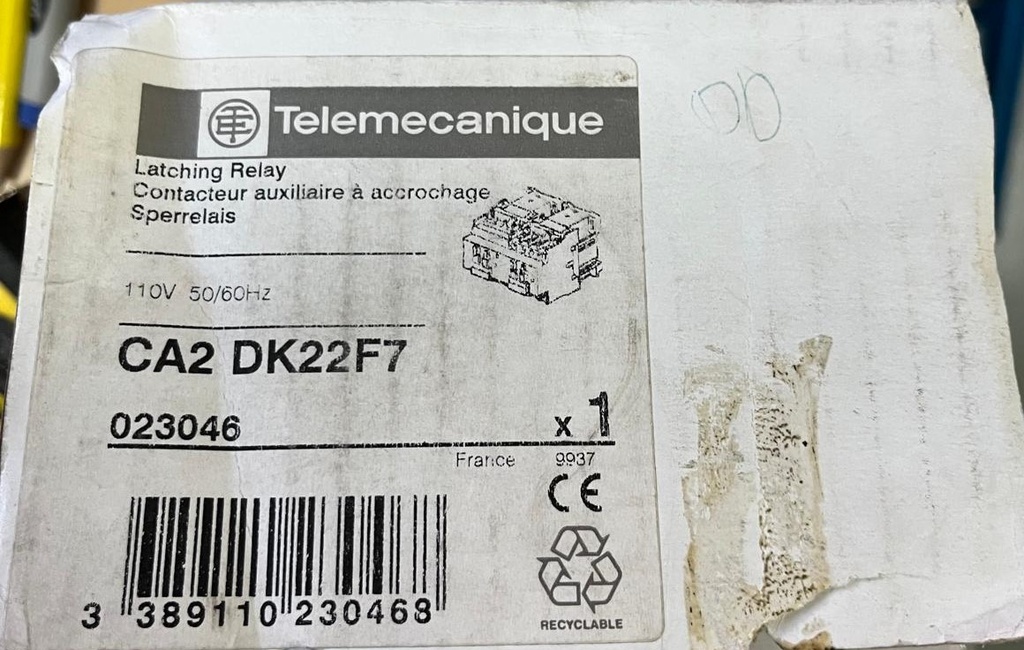 Telemecanique
Latching Relay
Contacteur auxiliaire à accrochage
Sperrelais
110V 50/60Hz
CA2 DK22F7
023046
x 1
France 9937
CE
3 389110 230468
RECYCLABLE